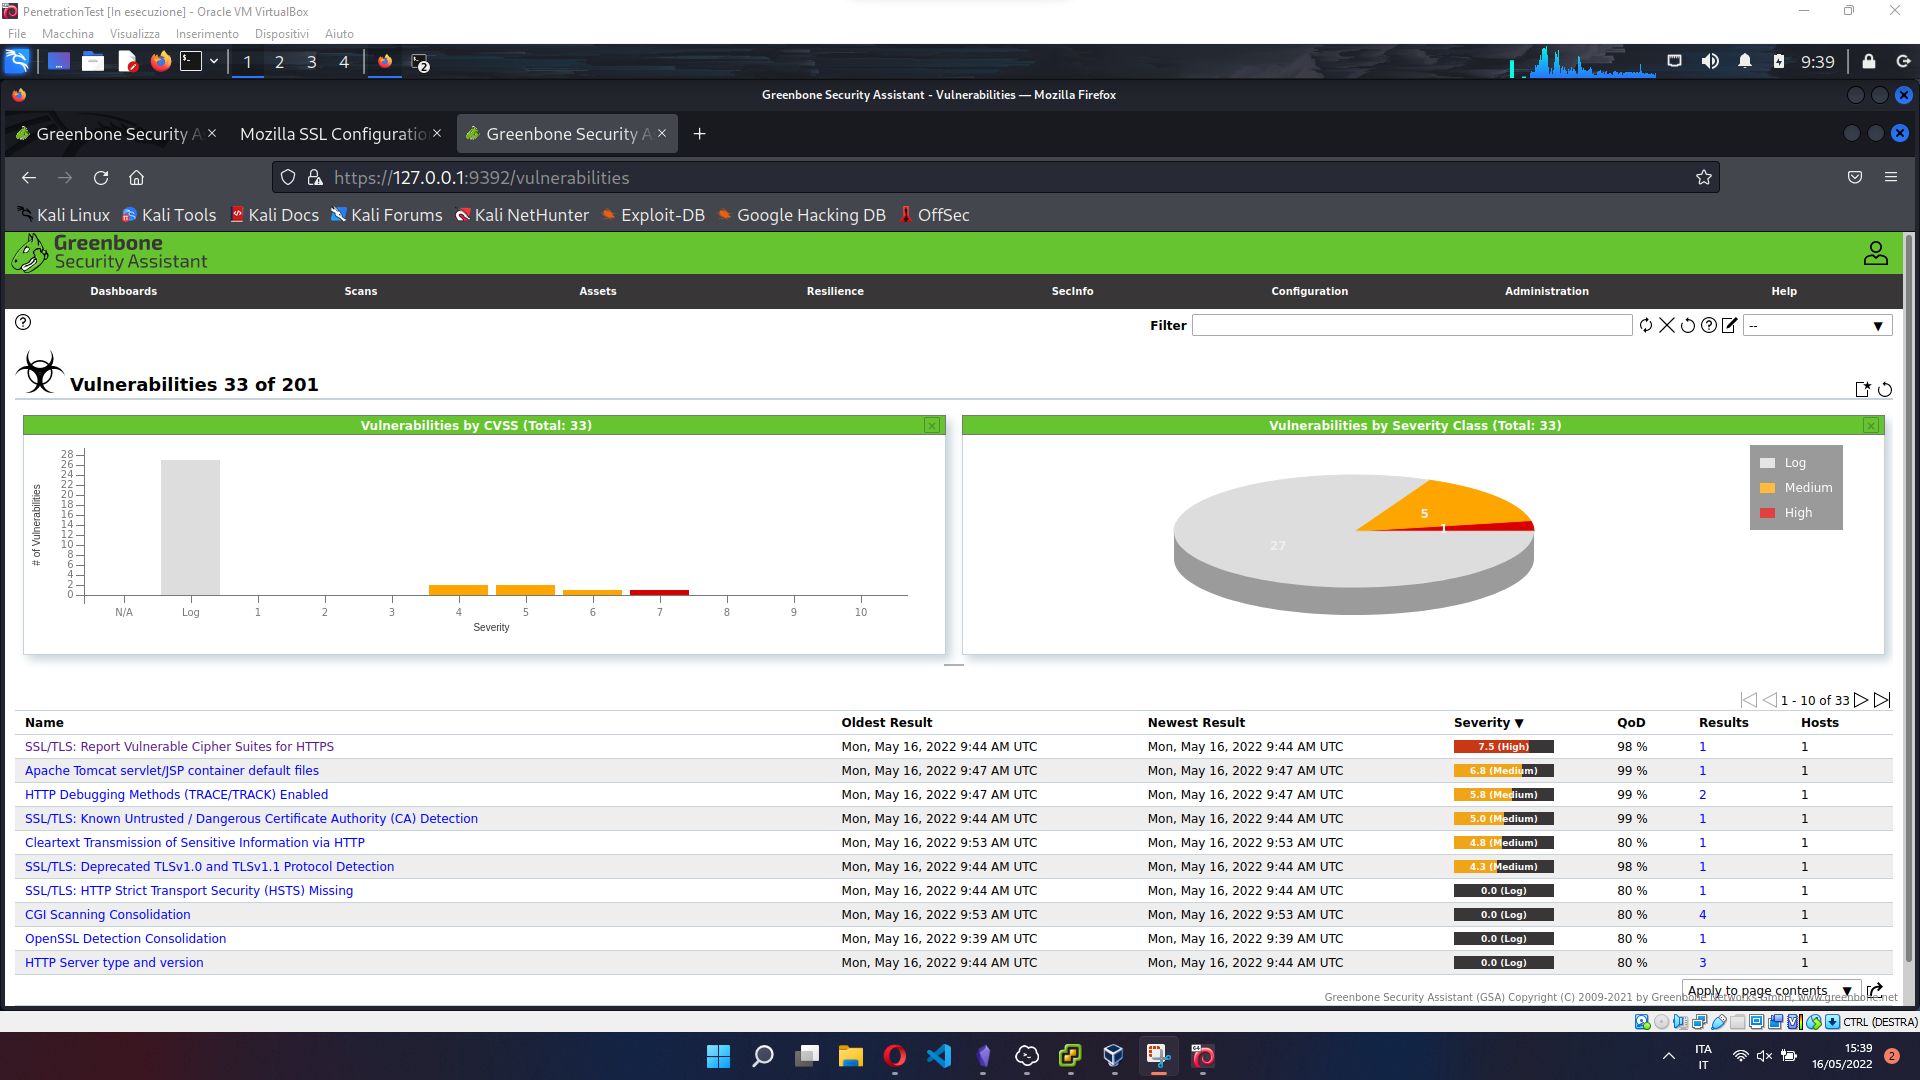 PenetrationTest [In esecuzione] - Oracle VM VirtualBox
File Macchina Visualizza Inserimento Dispositivi Aiuto
1 2 3 4 2 9:39
Greenbone Security Assistant - Vulnerabilities — Mozilla Firefox
Greenbone Security A × Mozilla SSL Configuratio × Greenbone Security A × +
https://127.0.0.1:9392/vulnerabilities
Kali Linux Kali Tools Kali Docs Kali Forums Kali NetHunter Exploit-DB Google Hacking DB OffSec
Greenbone
Security Assistant
Dashboards Scans Assets Resilience SecInfo Configuration Administration Help
Filter --
Vulnerabilities 33 of 201
Vulnerabilities by CVSS (Total: 33)
# of Vulnerabilities
28
26
24
22
20
18
16
14
12
10
8
6
4
2
0
N/A Log 1 2 3 4 5 6 7 8 9 10
Severity
Vulnerabilities by Severity Class (Total: 33)
Log
Medium
High
5
1
27
1 - 10 of 33
Name Oldest Result Newest Result Severity ▼ QoD Results Hosts
SSL/TLS: Report Vulnerable Cipher Suites for HTTPS Mon, May 16, 2022 9:44 AM UTC Mon, May 16, 2022 9:44 AM UTC 7.5 (High) 98 % 1 1
Apache Tomcat servlet/JSP container default files Mon, May 16, 2022 9:47 AM UTC Mon, May 16, 2022 9:47 AM UTC 6.8 (Medium) 99 % 1 1
HTTP Debugging Methods (TRACE/TRACK) Enabled Mon, May 16, 2022 9:47 AM UTC Mon, May 16, 2022 9:47 AM UTC 5.8 (Medium) 99 % 2 1
SSL/TLS: Known Untrusted / Dangerous Certificate Authority (CA) Detection Mon, May 16, 2022 9:44 AM UTC Mon, May 16, 2022 9:44 AM UTC 5.0 (Medium) 99 % 1 1
Cleartext Transmission of Sensitive Information via HTTP Mon, May 16, 2022 9:53 AM UTC Mon, May 16, 2022 9:53 AM UTC 4.8 (Medium) 80 % 1 1
SSL/TLS: Deprecated TLSv1.0 and TLSv1.1 Protocol Detection Mon, May 16, 2022 9:44 AM UTC Mon, May 16, 2022 9:44 AM UTC 4.3 (Medium) 98 % 1 1
SSL/TLS: HTTP Strict Transport Security (HSTS) Missing Mon, May 16, 2022 9:44 AM UTC Mon, May 16, 2022 9:44 AM UTC 0.0 (Log) 80 % 1 1
CGI Scanning Consolidation Mon, May 16, 2022 9:53 AM UTC Mon, May 16, 2022 9:53 AM UTC 0.0 (Log) 80 % 4 1
OpenSSL Detection Consolidation Mon, May 16, 2022 9:39 AM UTC Mon, May 16, 2022 9:39 AM UTC 0.0 (Log) 80 % 1 1
HTTP Server type and version Mon, May 16, 2022 9:44 AM UTC Mon, May 16, 2022 9:44 AM UTC 0.0 (Log) 80 % 3 1
Apply to page contents ▼
Greenbone Security Assistant (GSA) Copyright (C) 2009-2021 by Greenbone Networks GmbH, www.greenbone.net
CTRL (DESTRA)
ITA
IT
15:39
16/05/2022
2